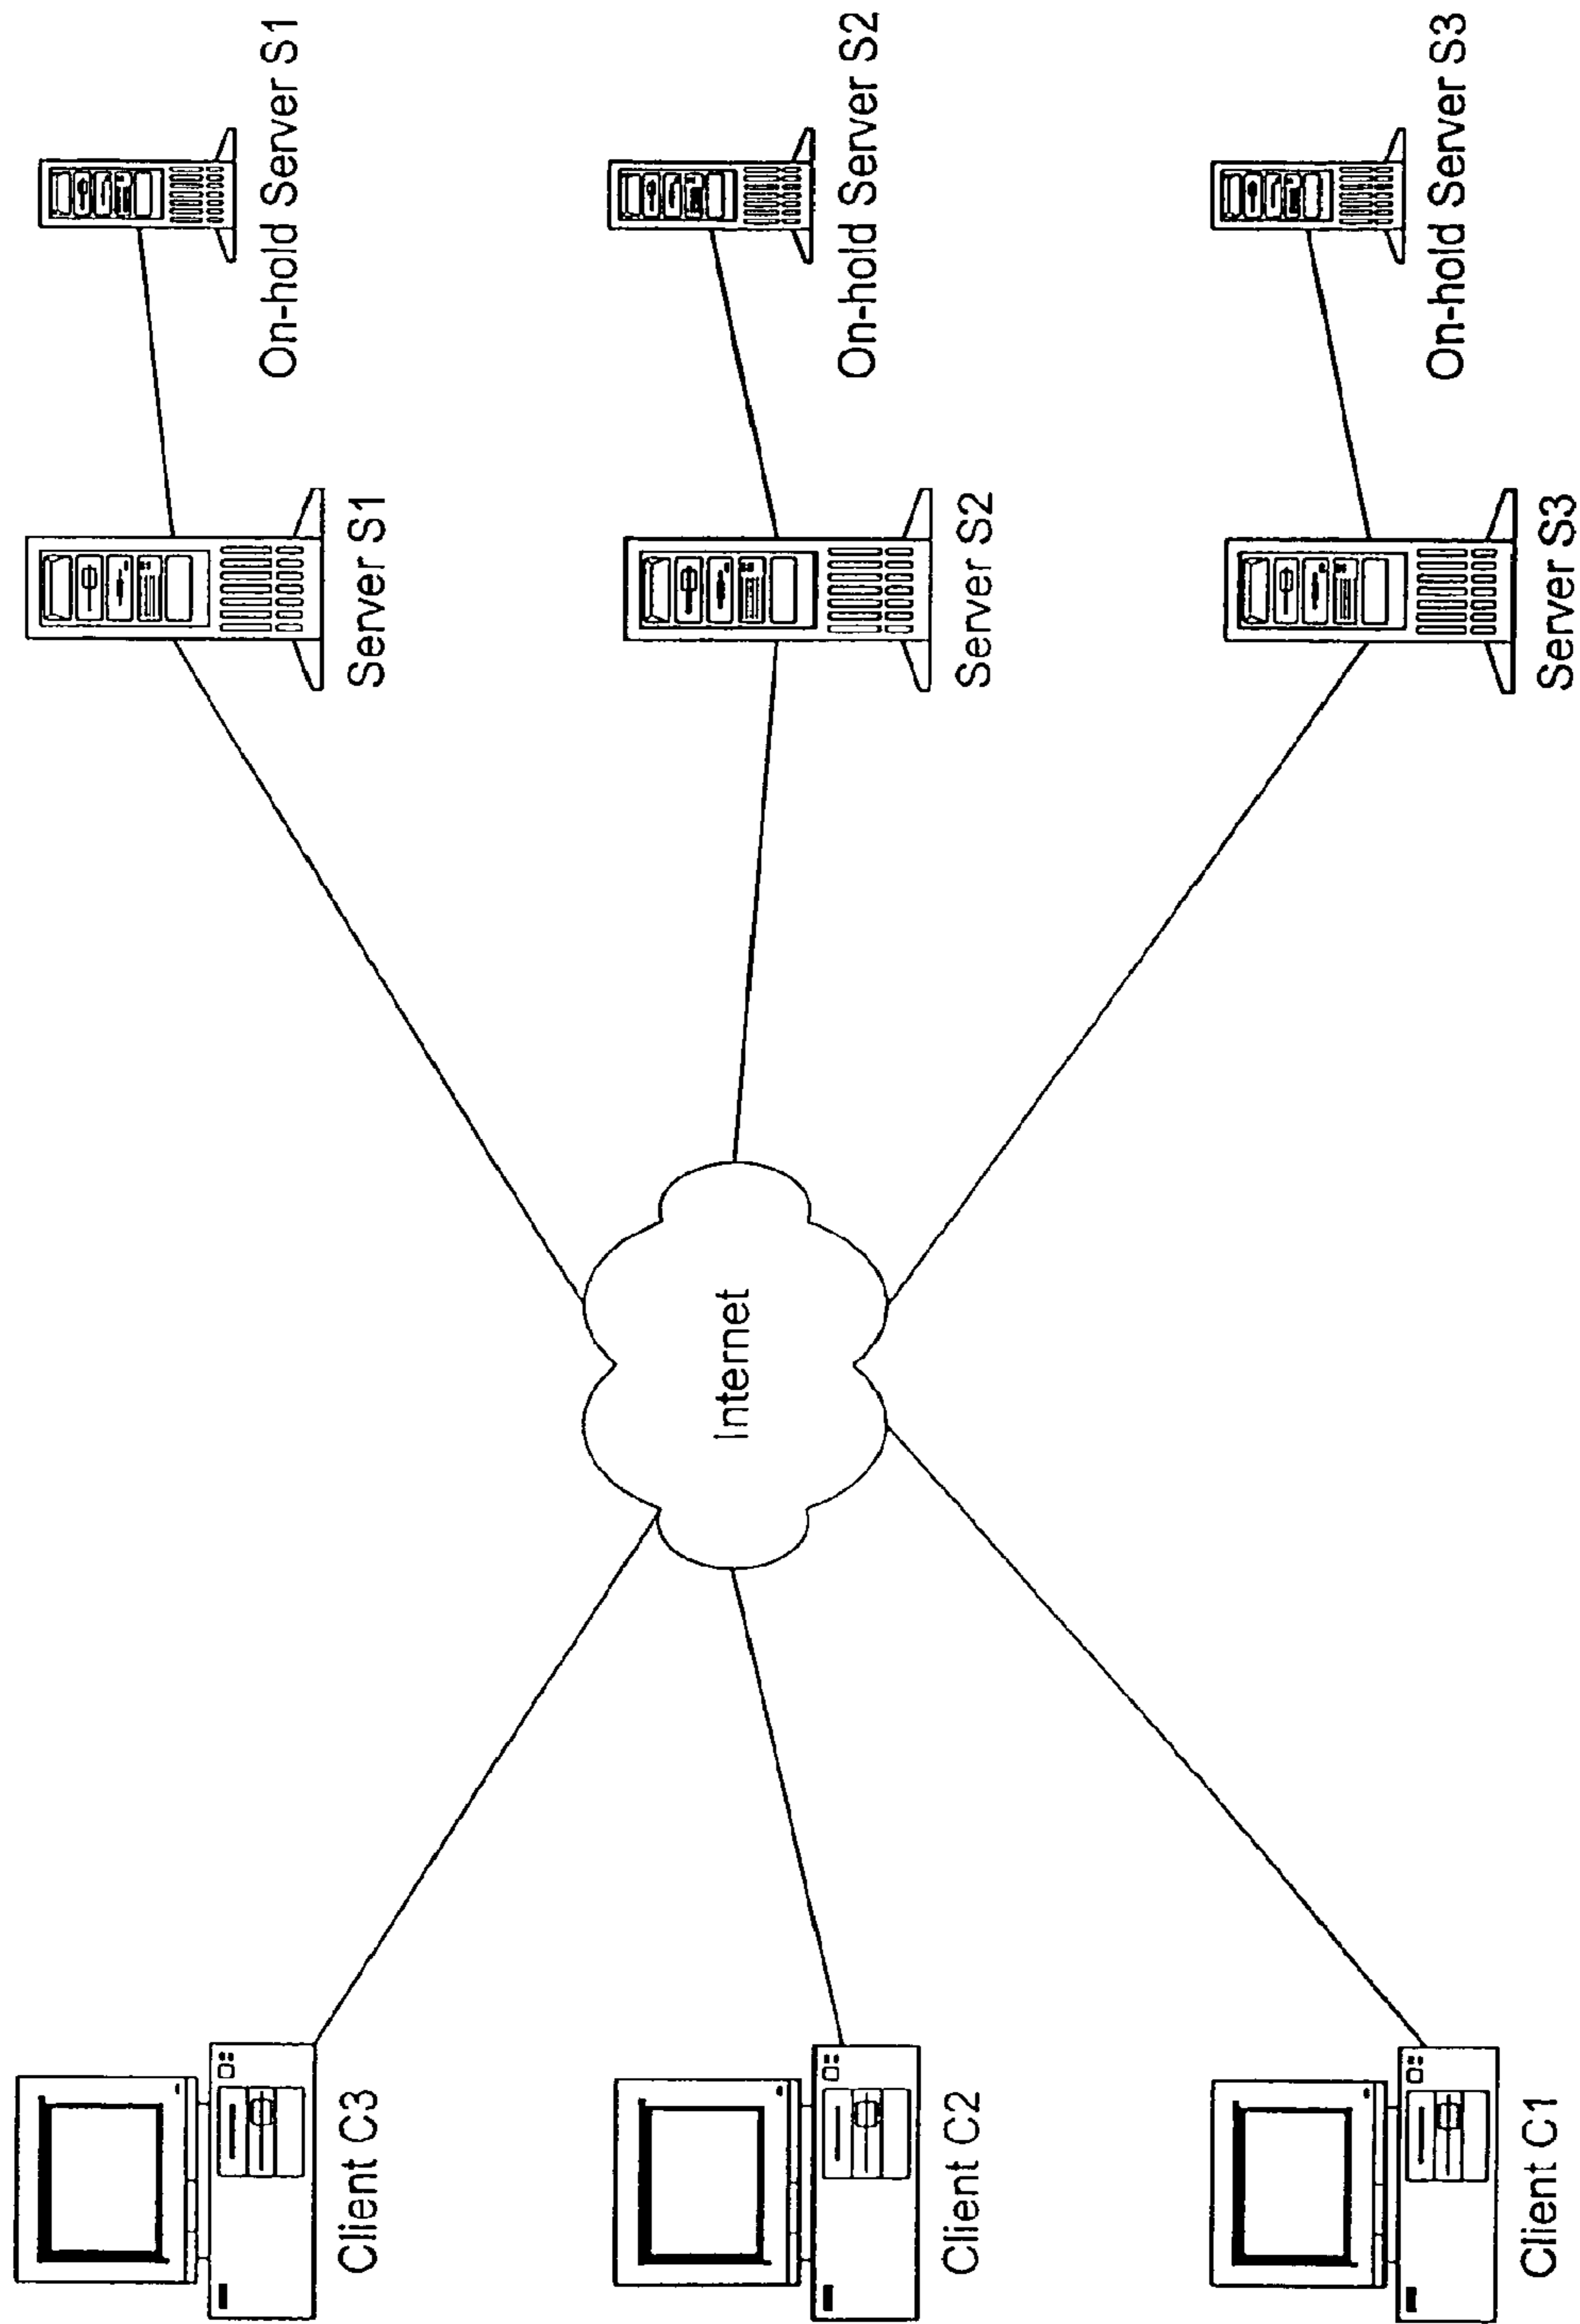 Client C3
Client C2
Client C1
Internet
Server S1
Server S2
Server S3
On-hold Server S1
On-hold Server S2
On-hold Server S3